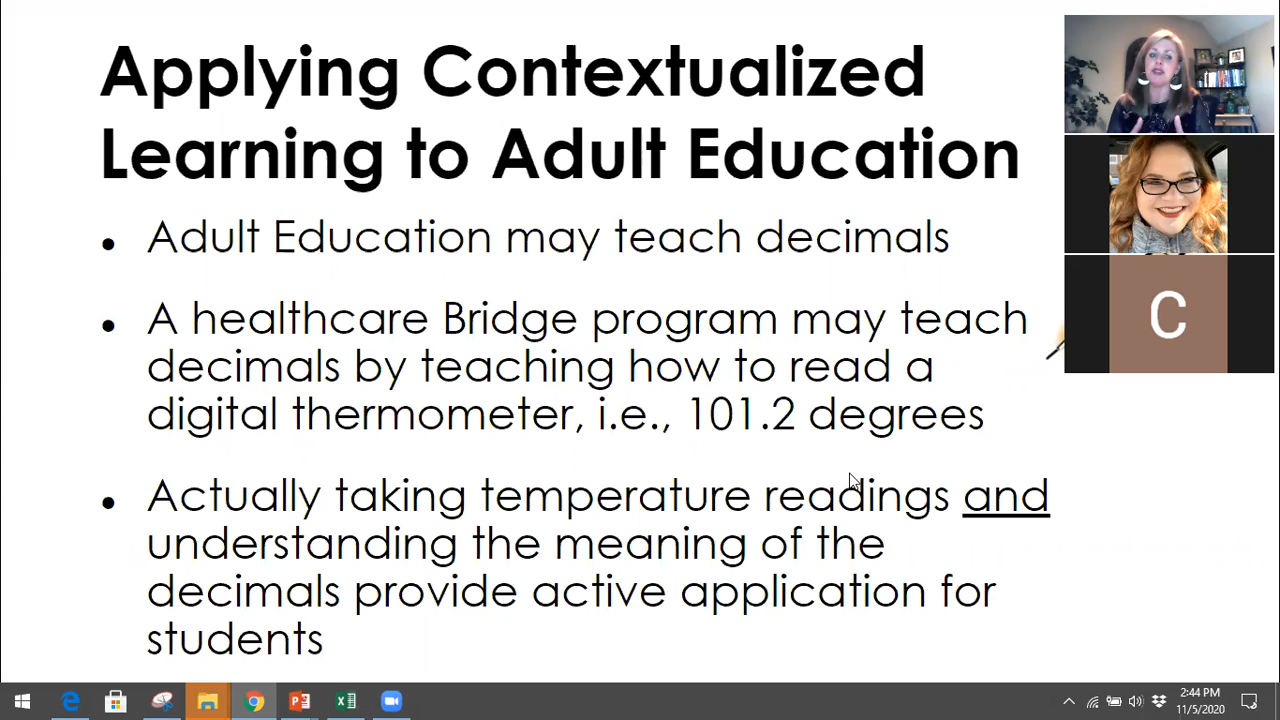 Applying Contextualized
Learning to Adult Education
• Adult Education may teach decimals
• A healthcare Bridge program may teach
decimals by teaching how to read a
digital thermometer, i.e., 101.2 degrees
• Actually taking temperature readings and
understanding the meaning of the
decimals provide active application for
students
C
2:44 PM
11/5/2020